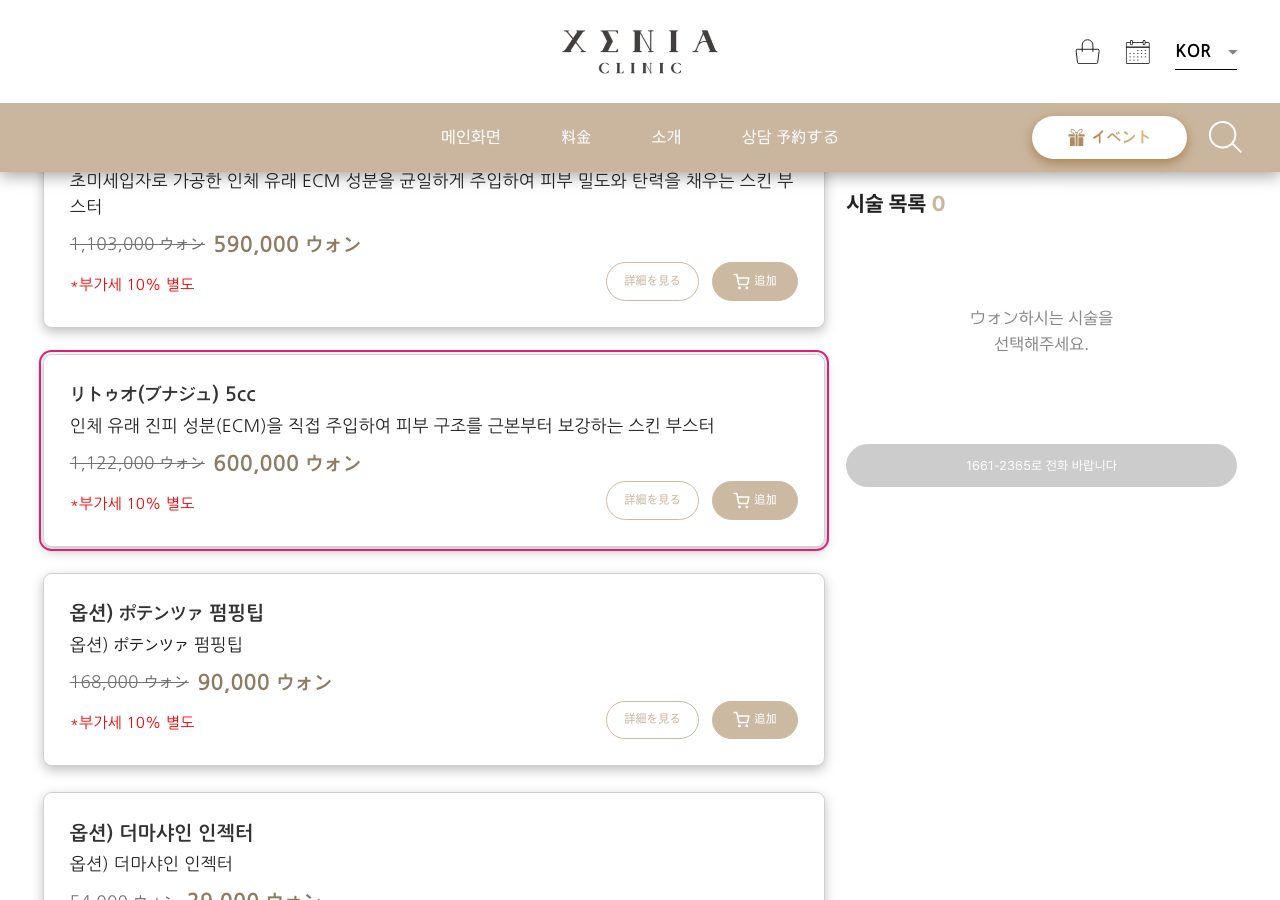 XENIA
CLINIC
KOR
메인화면 料金 소개 상담 予約する
イベント
초미세입자로 가공한 인체 유래 ECM 성분을 균일하게 주입하여 피부 밀도와 탄력을 채우는 스킨 부
스터
1,103,000 ウォン 590,000 ウォン
*부가세 10% 별도
詳細を見る 追加
リトゥオ(ブナジュ) 5cc
인체 유래 진피 성분(ECM)을 직접 주입하여 피부 구조를 근본부터 보강하는 스킨 부스터
1,122,000 ウォン 600,000 ウォン
*부가세 10% 별도
詳細を見る 追加
옵션) ポテンツァ 펌핑팁
옵션) ポテンツァ 펌핑팁
168,000 ウォン 90,000 ウォン
*부가세 10% 별도
詳細を見る 追加
옵션) 더마샤인 인젝터
옵션) 더마샤인 인젝터
54,000 ウォン 29,000 ウォン
시술 목록 0
ウォン하시는 시술을
선택해주세요.
1661-2365로 전화 바랍니다